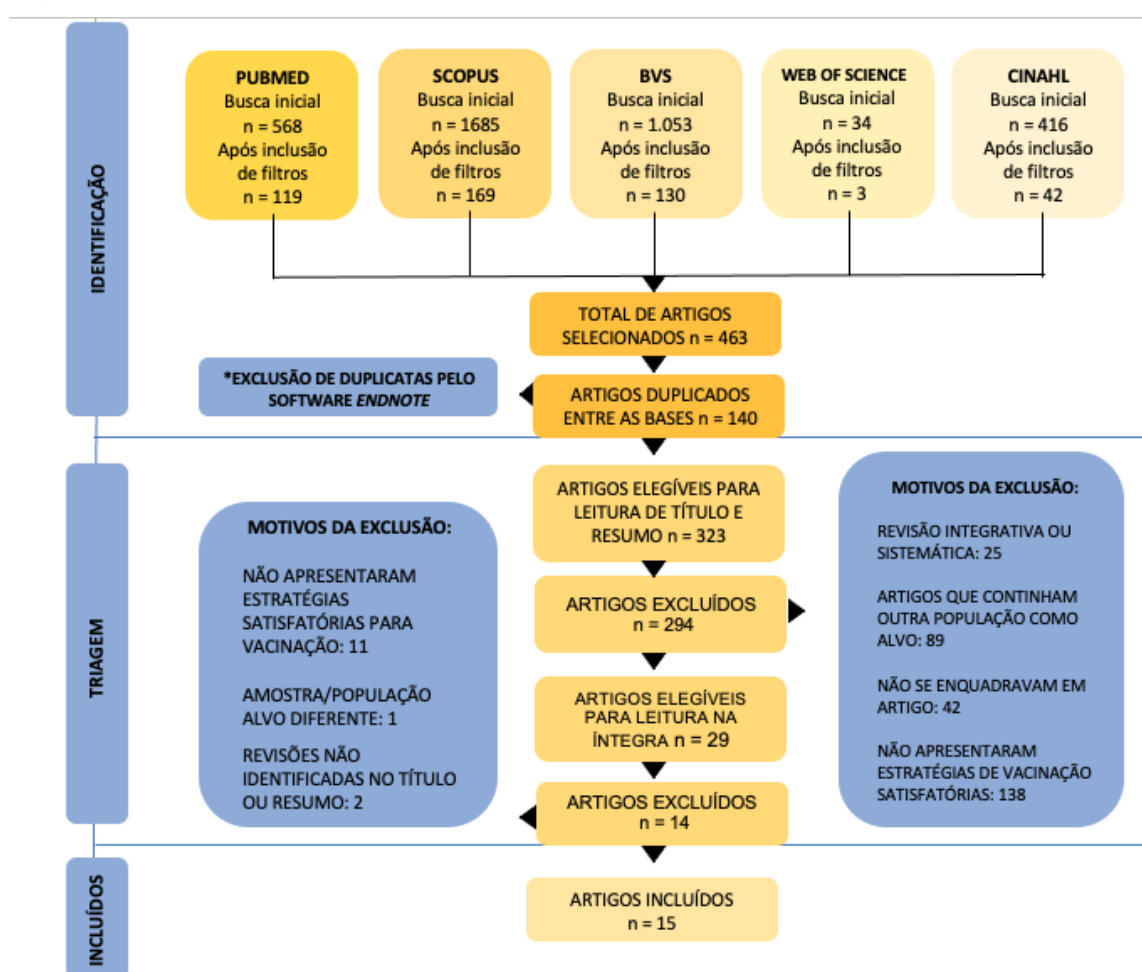 IDENTIFICAÇÃO
PUBMED
Busca inicial
n = 568
Após inclusão
de filtros
n = 119
SCOPUS
Busca inicial
n = 1685
Após inclusão
de filtros
n = 169
BVS
Busca inicial
n = 1.053
Após inclusão
de filtros
n = 130
WEB OF SCIENCE
Busca inicial
n = 34
Após inclusão
de filtros
n = 3
CINAHL
Busca inicial
n = 416
Após inclusão
de filtros
n = 42
TOTAL DE ARTIGOS
SELECIONADOS n = 463
*EXCLUSÃO DE DUPLICATAS PELO
SOFTWARE ENDNOTE
ARTIGOS DUPLICADOS
ENTRE AS BASES n = 140
TRIAGEM
ARTIGOS ELEGÍVEIS PARA
LEITURA DE TÍTULO E
RESUMO n = 323
ARTIGOS EXCLUÍDOS
n = 294
MOTIVOS DA EXCLUSÃO:
REVISÃO INTEGRATIVA OU
SISTEMÁTICA: 25
ARTIGOS QUE CONTINHAM
OUTRA POPULAÇÃO COMO
ALVO: 89
NÃO SE ENQUADRAVAM EM
ARTIGO: 42
NÃO APRESENTARAM
ESTRATÉGIAS DE VACINAÇÃO
SATISFATÓRIAS: 138
ARTIGOS ELEGÍVEIS
PARA LEITURA NA
ÍNTEGRA n = 29
ARTIGOS EXCLUÍDOS
n = 14
MOTIVOS DA EXCLUSÃO:
NÃO APRESENTARAM
ESTRATÉGIAS
SATISFATÓRIAS PARA
VACINAÇÃO: 11
AMOSTRA/POPULAÇÃO
ALVO DIFERENTE: 1
REVISÕES NÃO
IDENTIFICADAS NO TÍTULO
OU RESUMO: 2
INCLUÍDOS
ARTIGOS INCLUÍDOS
n = 15